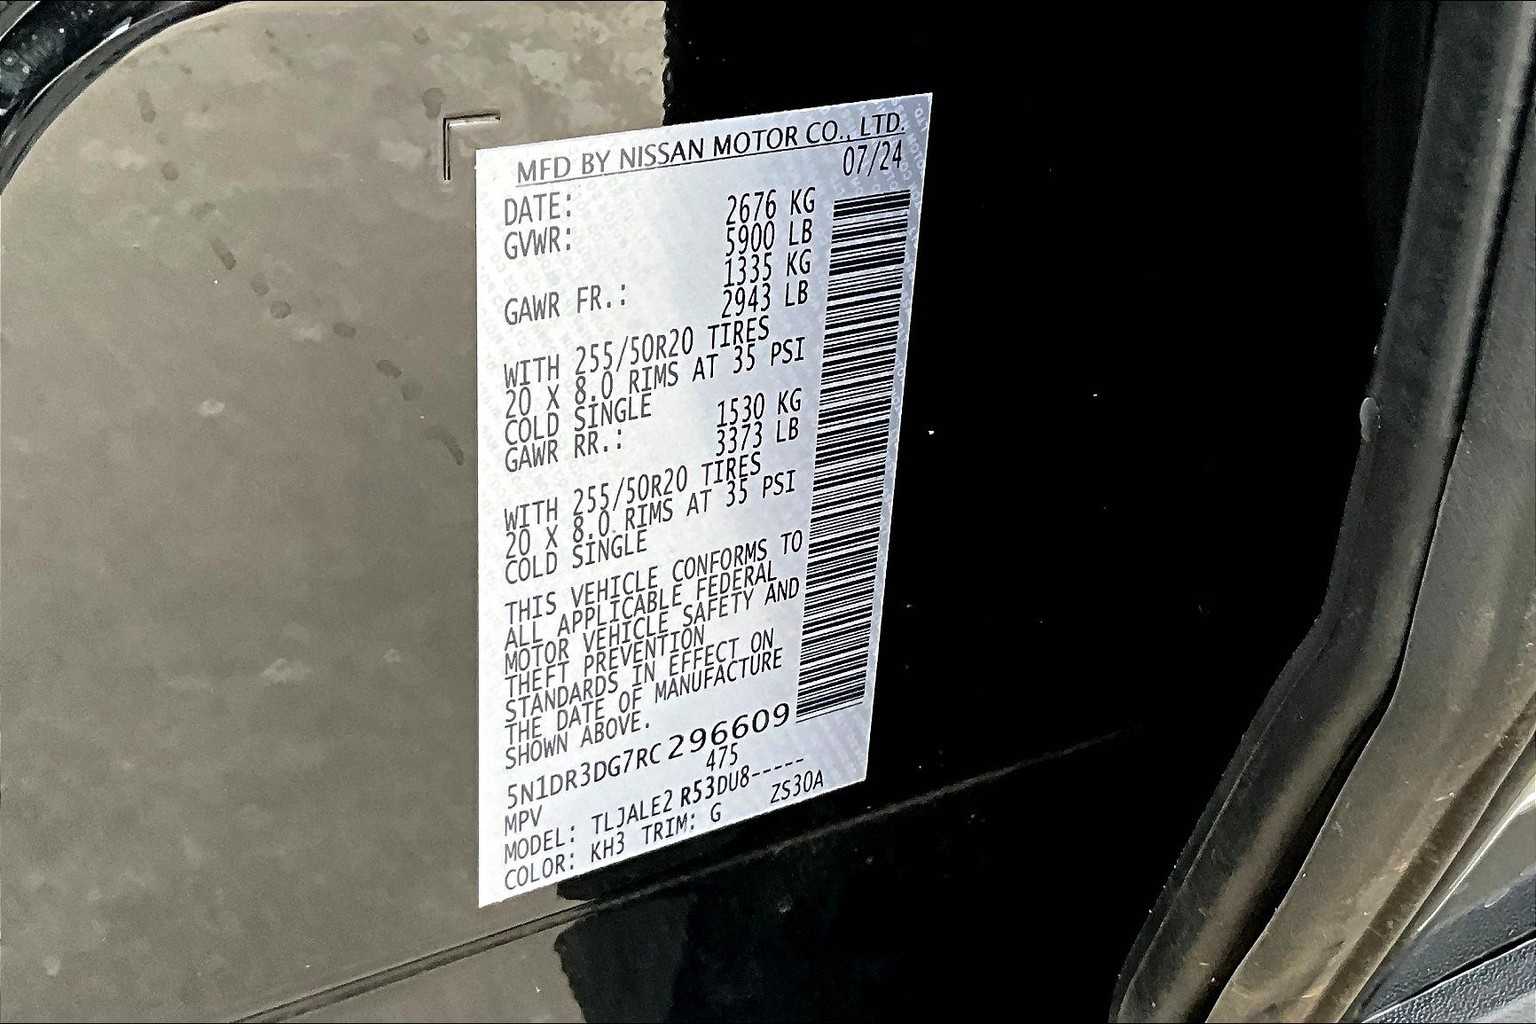 MFD BY NISSAN MOTOR CO., LTD.
DATE: 07/24
GVWR: 2676 KG
5900 LB
GAWR FR.: 1335 KG
2943 LB
WITH 255/50R20 TIRES
20 X 8.0 RIMS AT 35 PSI
COLD SINGLE
GAWR RR.: 1530 KG
3373 LB
WITH 255/50R20 TIRES
20 X 8.0 RIMS AT 35 PSI
COLD SINGLE
THIS VEHICLE CONFORMS TO
ALL APPLICABLE FEDERAL
MOTOR VEHICLE SAFETY AND
THEFT PREVENTION
STANDARDS IN EFFECT ON
THE DATE OF MANUFACTURE
SHOWN ABOVE.
5N1DR3DG7RC296609
MPV 475
MODEL: TLJALE2 R53DU8-----
COLOR: KH3 TRIM: G ZS30A